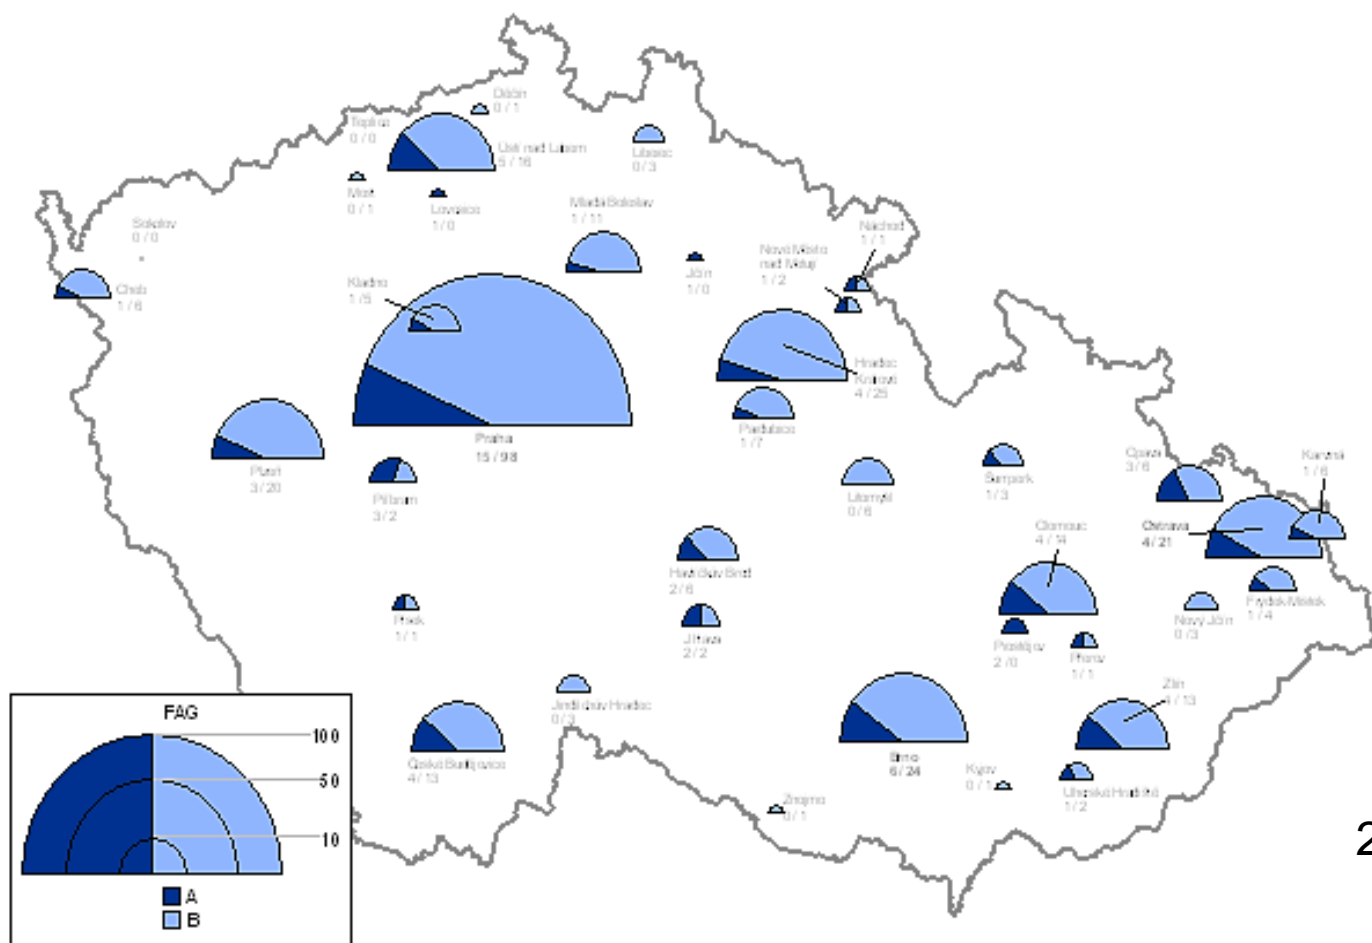 Děčín
0 / 1
Teplice
0 / 0
Ústí nad Labem
5 / 16
Liberec
0 / 3
Most
0 / 1
Lovosice
1 / 0
Mladá Boleslav
1 / 11
Sokolov
0 / 0
Náchod
1 / 1
Nové Město
nad Metují
1 / 2
Jičín
1 / 0
Kladno
1 / 5
Cheb
1 / 6
Hradec
Králové
4 / 25
Pardubice
1 / 7
Praha
15 / 98
Plzeň
3 / 20
Příbram
3 / 2
Litomyšl
0 / 6
Šumperk
1 / 3
Opava
3 / 6
Karviná
1 / 6
Ostrava
4 / 21
Olomouc
4 / 14
Havlíčkův Brod
2 / 6
Frýdek-Místek
1 / 4
Nový Jičín
0 / 3
Písek
1 / 1
Jihlava
2 / 2
Prostějov
2 / 0
Přerov
1 / 1
Zlín
4 / 13
Jindřichův Hradec
0 / 3
České Budějovice
4 / 13
Brno
6 / 24
Kyjov
0 / 1
Uherské Hradiště
1 / 2
Znojmo
0 / 1
FAG
100
50
10
A
B
2